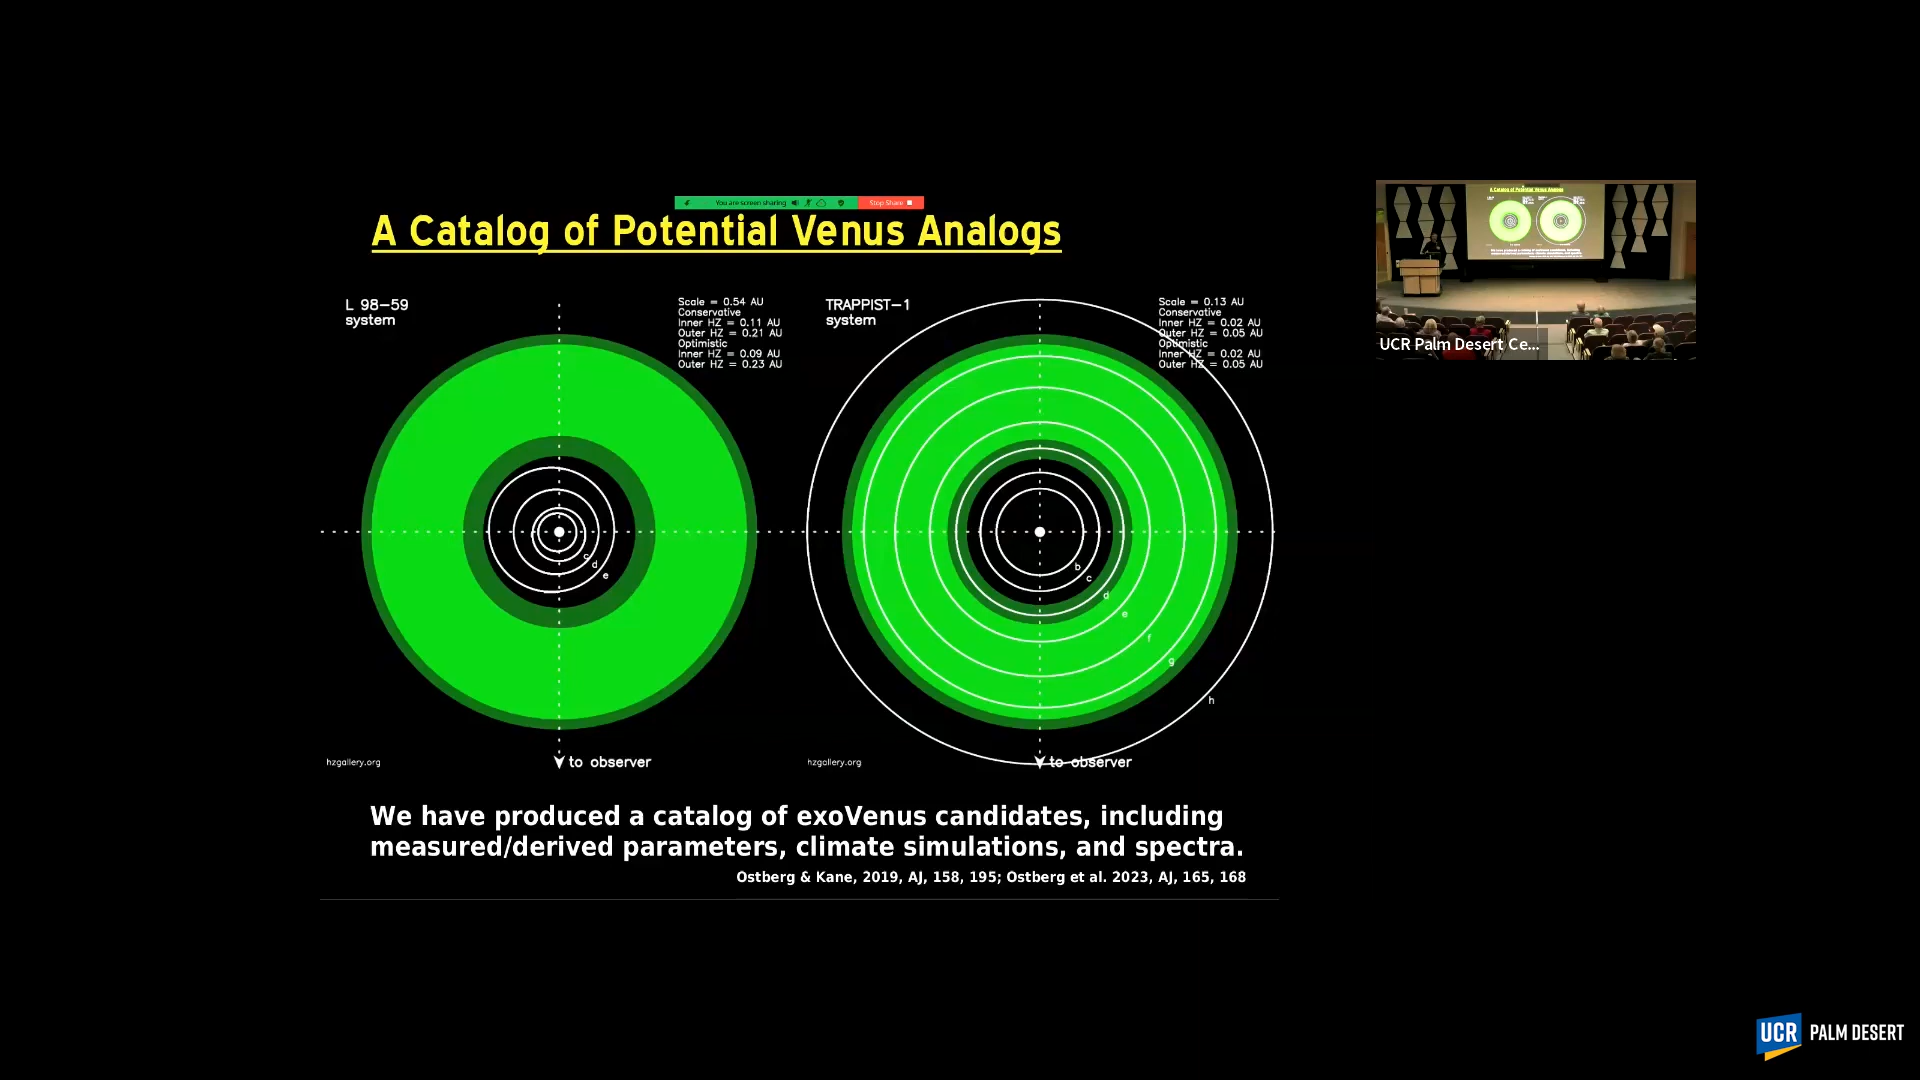 You are screen sharing
Stop Share
A Catalog of Potential Venus Analogs
L 98-59
system
Scale = 0.54 AU
Conservative
Inner HZ = 0.11 AU
Outer HZ = 0.21 AU
Optimistic
Inner HZ = 0.09 AU
Outer HZ = 0.23 AU
c
d
e
hzgallery.org
to observer
TRAPPIST-1
system
Scale = 0.13 AU
Conservative
Inner HZ = 0.02 AU
Outer HZ = 0.05 AU
Optimistic
Inner HZ = 0.02 AU
Outer HZ = 0.05 AU
b
c
d
e
f
g
h
hzgallery.org
to observer
We have produced a catalog of exoVenus candidates, including
measured/derived parameters, climate simulations, and spectra.
Ostberg & Kane, 2019, AJ, 158, 195; Ostberg et al. 2023, AJ, 165, 168
A Catalog of Potential Venus Analogs
UCR Palm Desert Ce...
UCR PALM DESERT